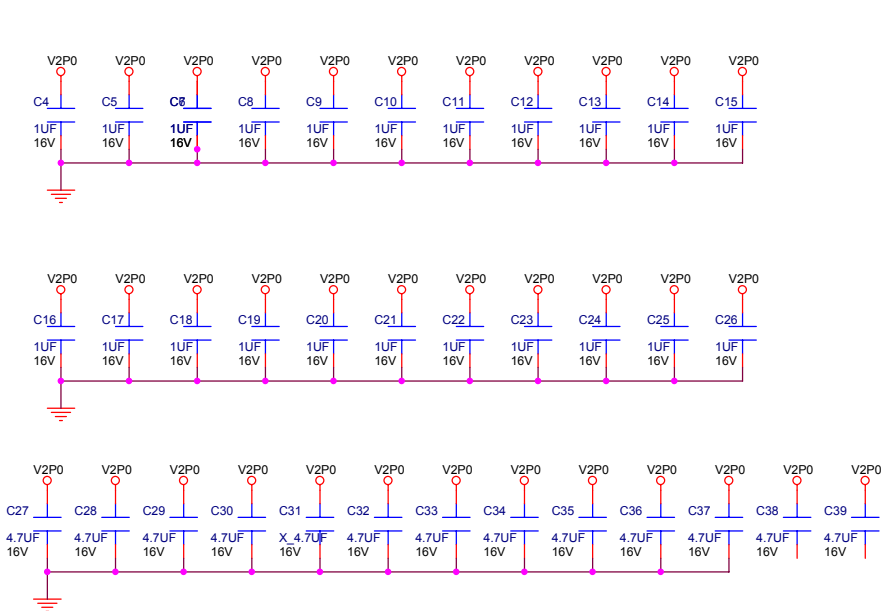 V2P0 V2P0 V2P0 V2P0 V2P0 V2P0 V2P0 V2P0 V2P0 V2P0 V2P0
C4 C5 C8 C9 C10 C11 C12 C13 C14 C15
1UF 1UF 1UF 1UF 1UF 1UF 1UF 1UF 1UF 1UF 1UF
16V 16V 16V 16V 16V 16V 16V 16V 16V 16V 16V
V2P0 V2P0 V2P0 V2P0 V2P0 V2P0 V2P0 V2P0 V2P0 V2P0 V2P0
C16 C17 C18 C19 C20 C21 C22 C23 C24 C25 C26
1UF 1UF 1UF 1UF 1UF 1UF 1UF 1UF 1UF 1UF 1UF
16V 16V 16V 16V 16V 16V 16V 16V 16V 16V 16V
V2P0 V2P0 V2P0 V2P0 V2P0 V2P0 V2P0 V2P0 V2P0 V2P0 V2P0 V2P0 V2P0
C27 C28 C29 C30 C31 C32 C33 C34 C35 C36 C37 C38 C39
4.7UF 4.7UF 4.7UF 4.7UF X_4.7UF 4.7UF 4.7UF 4.7UF 4.7UF 4.7UF 4.7UF 4.7UF 4.7UF
16V 16V 16V 16V 16V 16V 16V 16V 16V 16V 16V 16V 16V